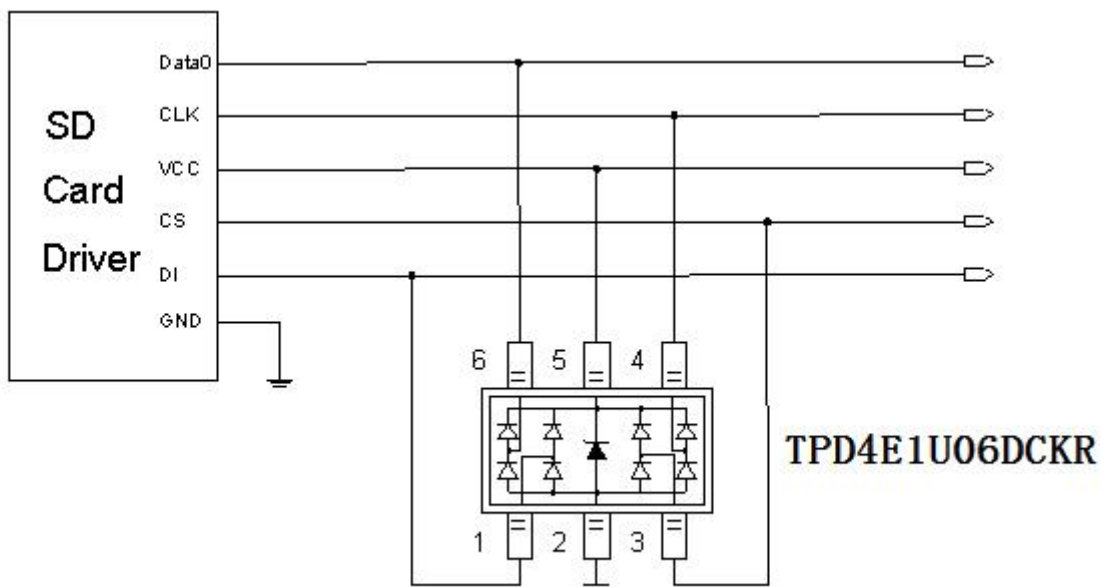 Data0
CLK
VCC
CS
DI
GND
SD
Card
Driver
6 5 4
TPD4E1U06DCKR
1 2 3